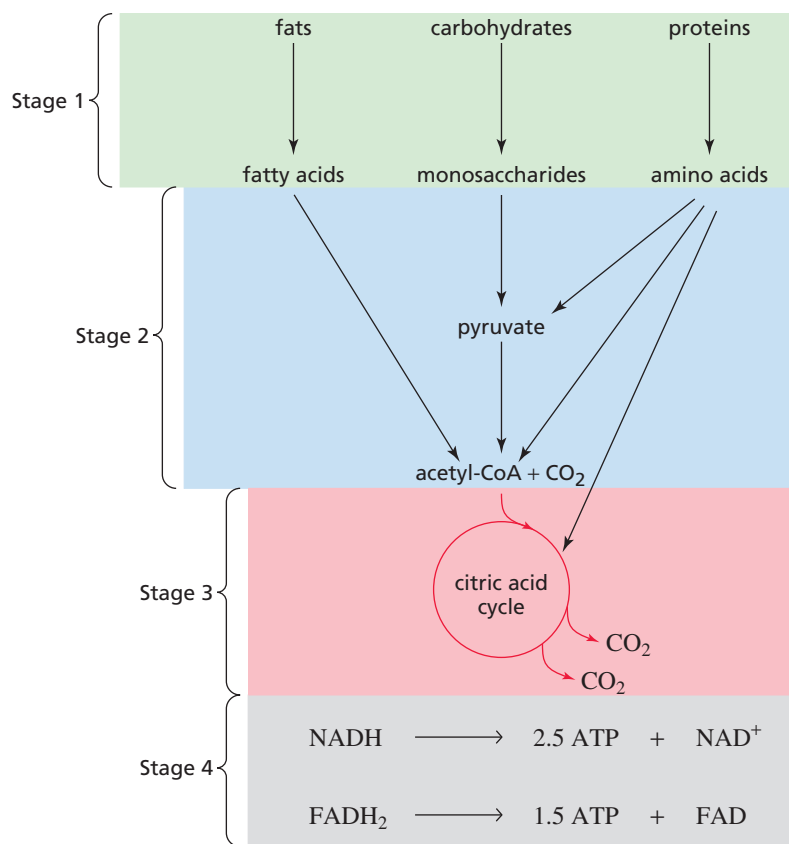 fats carbohydrates proteins
Stage 1
fatty acids monosaccharides amino acids
Stage 2
pyruvate
acetyl-CoA + CO₂
Stage 3
citric acid
cycle
CO₂
CO₂
Stage 4
NADH ⟶ 2.5 ATP + NAD⁺
FADH₂ ⟶ 1.5 ATP + FAD